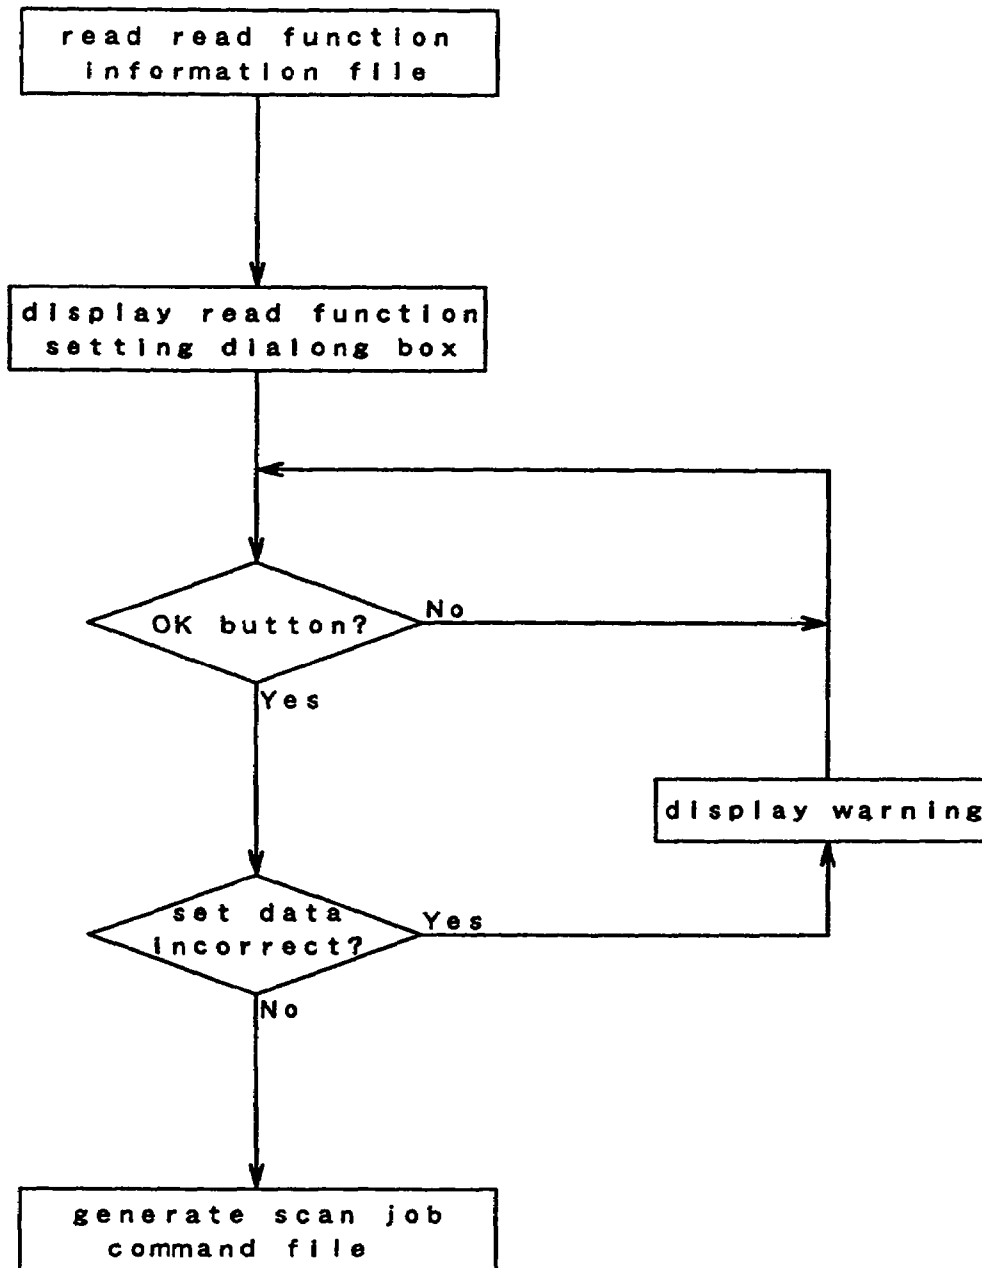 read read function
information file
display read function
setting dialong box
OK button?
No
Yes
display warning
set data
incorrect?
Yes
No
generate scan job
command file